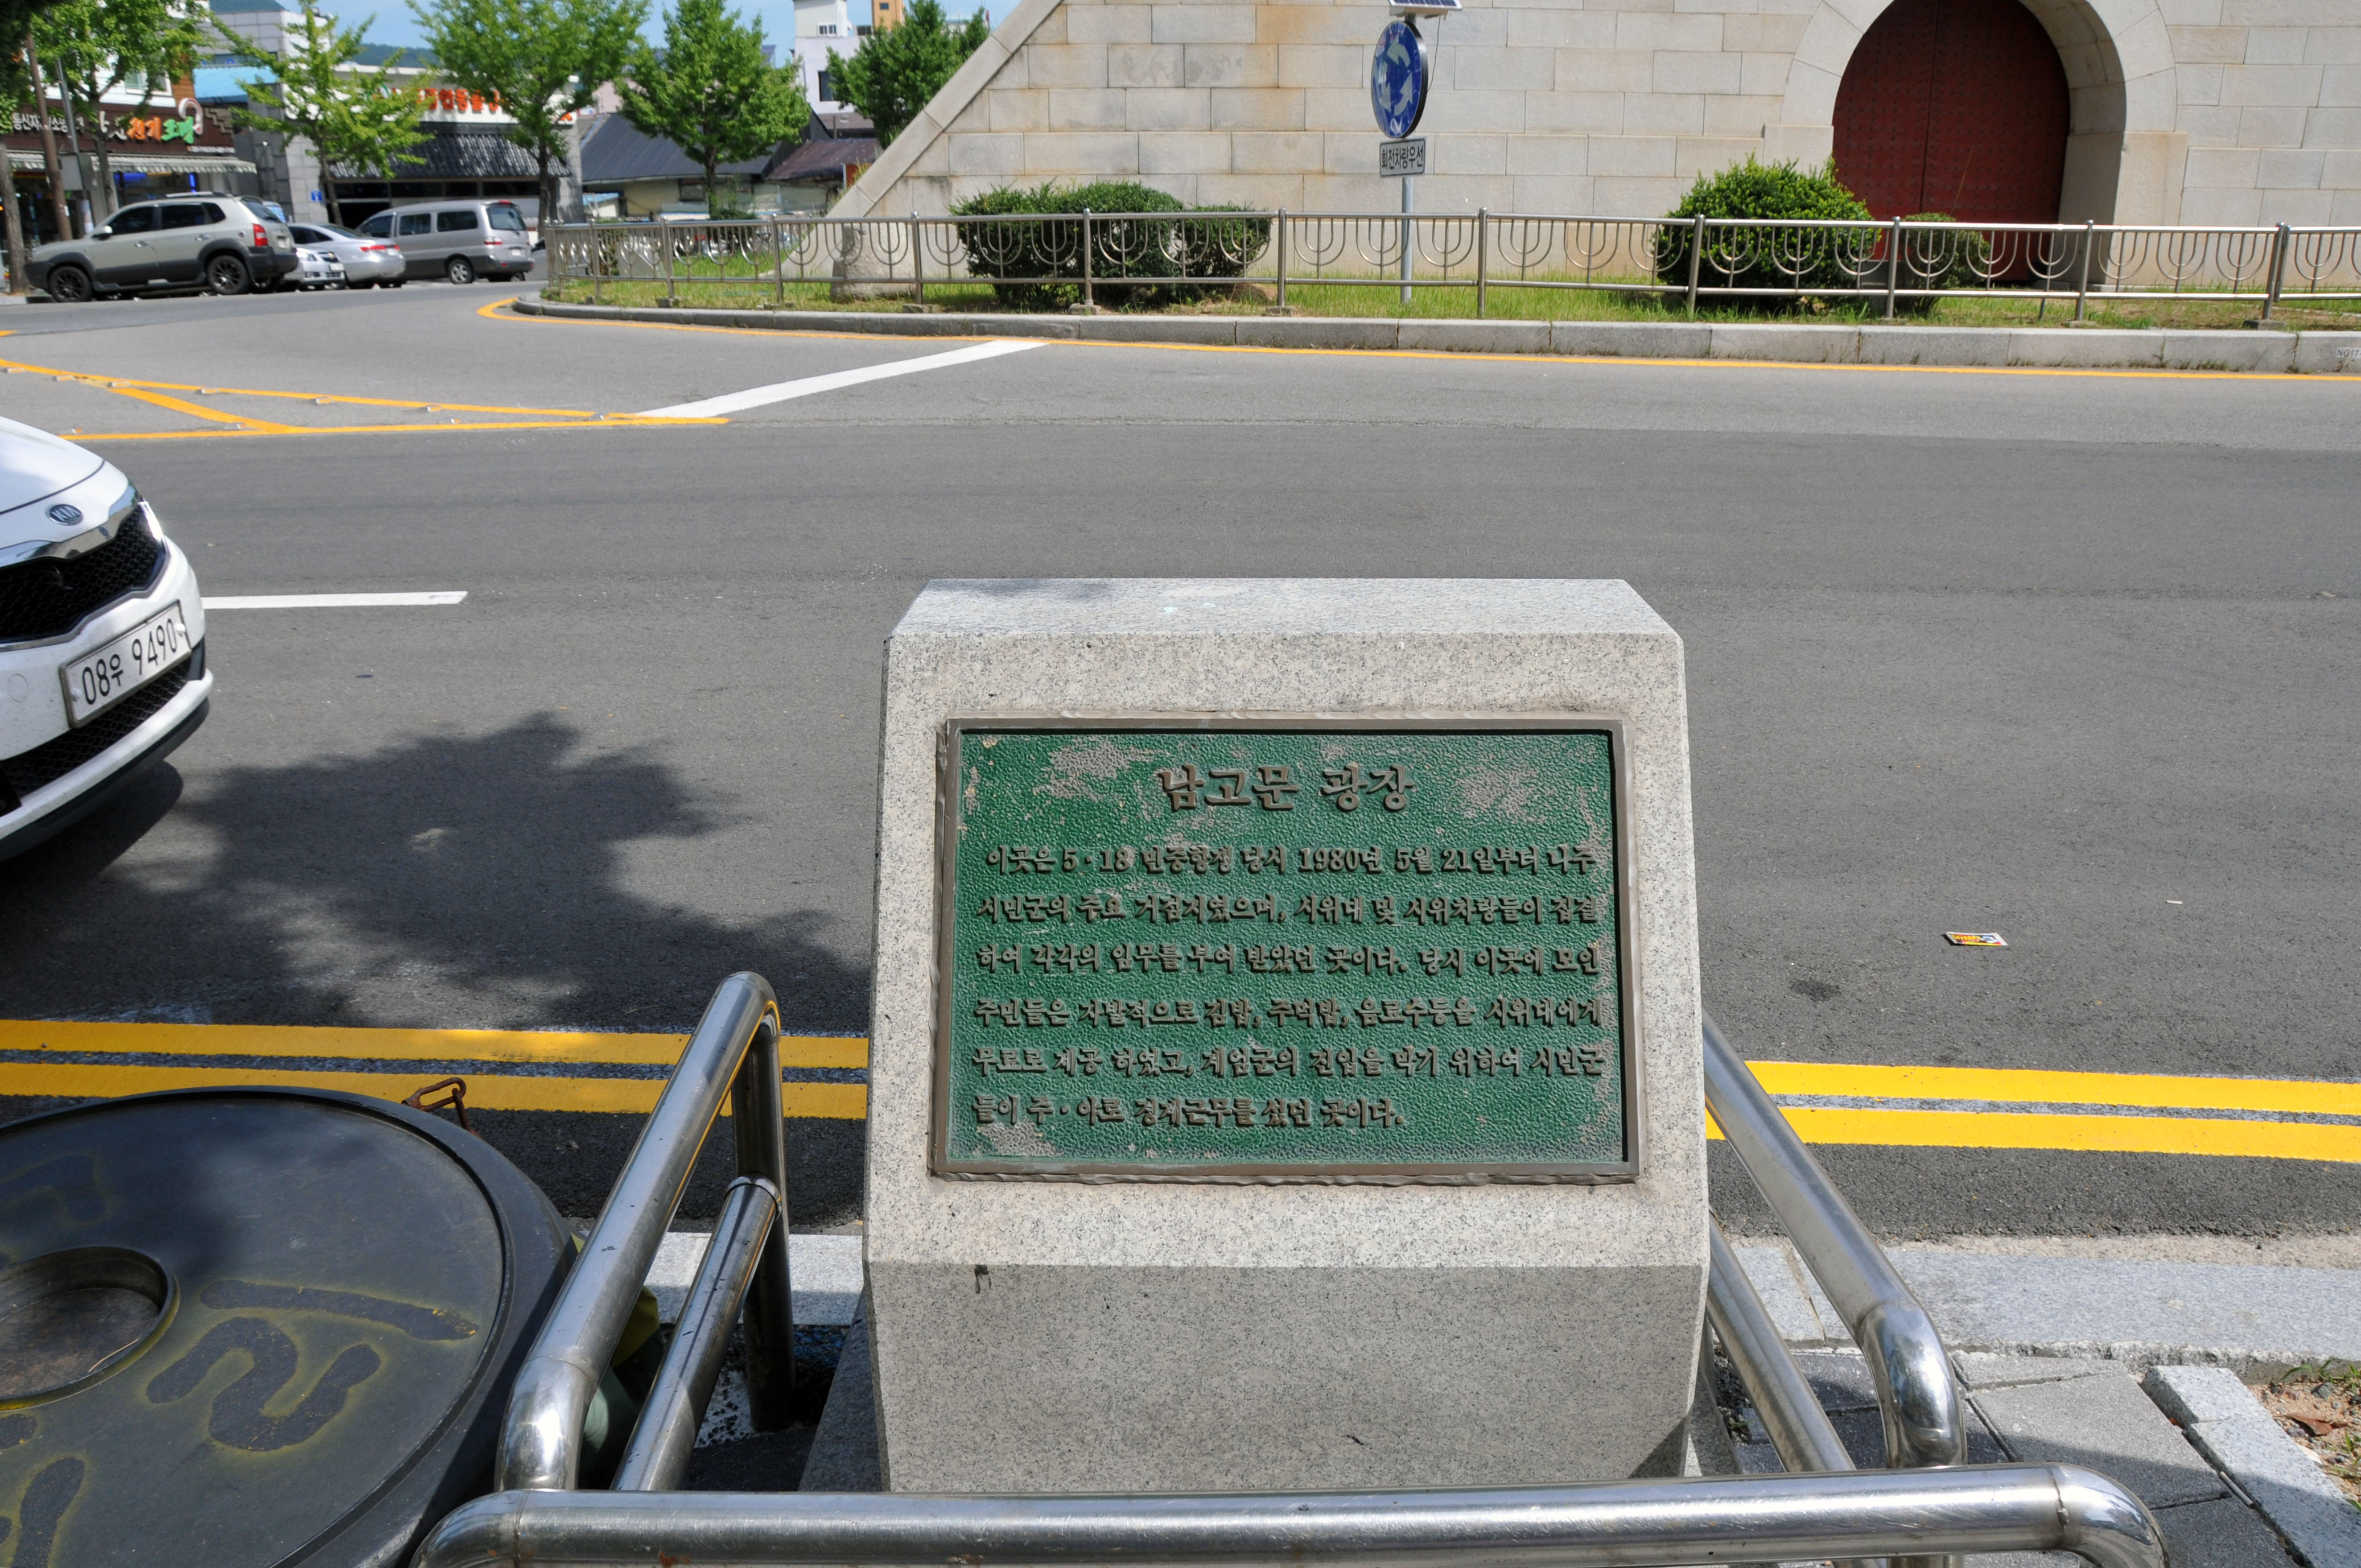 회전차량우선
KIA
08우 9490
남고문 광장
이곳은 5·18 민중항쟁 당시 1980년 5월 21일부터 나주
시민군의 주요 거점지였으며, 시위대 및 시위차량들이 집결
하여 각각의 임무를 부여 받았던 곳이다. 당시 이곳에 모인
주민들은 자발적으로 김밥, 주먹밥, 음료수등을 시위대에게
무료로 제공 하였고, 계엄군의 진압을 막기 위하여 시민군
들이 주·야로 경계근무를 섰던 곳이다.